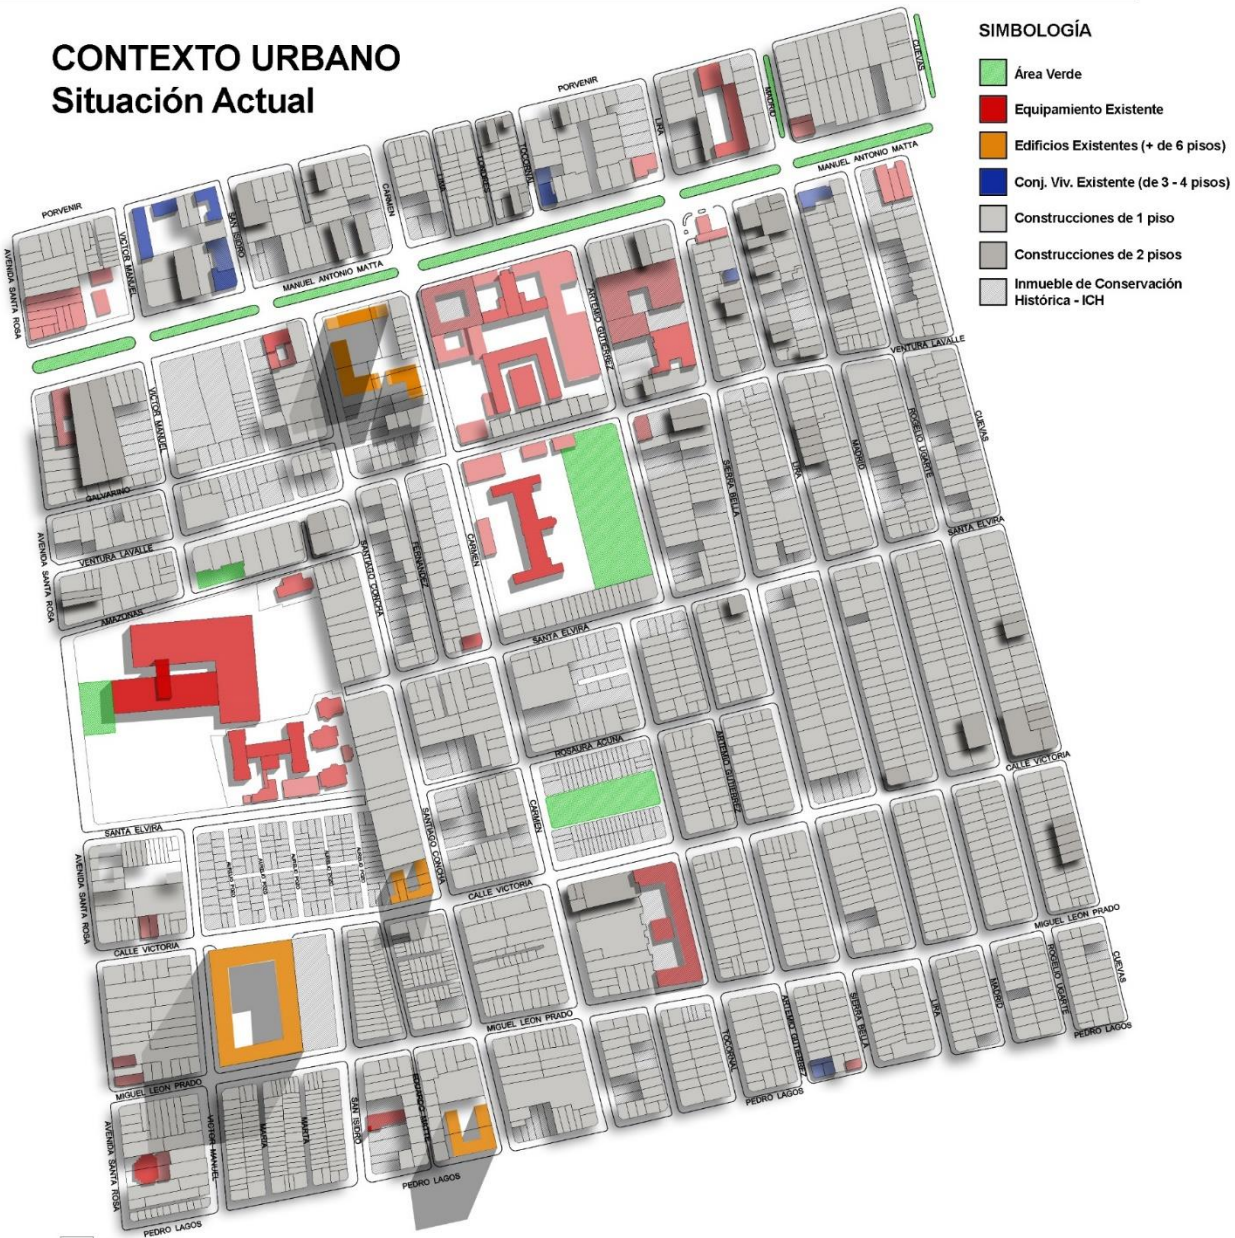 CONTEXTO URBANO
Situación Actual
SIMBOLOGÍA
Área Verde
Equipamiento Existente
Edificios Existentes (+ de 6 pisos)
Conj. Viv. Existente (de 3 - 4 pisos)
Construcciones de 1 piso
Construcciones de 2 pisos
Inmueble de Conservación
Histórica - ICH
CUEVAS
PORVENIR
MADRID
LIRA
TOCORNAL
LONDRES
CARMEN
MANUEL ANTONIO MATTA
PORVENIR
SAN ISIDRO
VICTOR MANUEL
AVENIDA SANTA ROSA
MANUEL ANTONIO MATTA
ARTEMIO GUTIERREZ
VENTURA LAVALLE
VICTOR MANUEL
CUEVAS
ROGELIO UGARTE
MADRID
LIRA
SIERRA BELLA
GALVARINO
SANTA ELVIRA
AVENIDA SANTA ROSA
VENTURA LAVALLE
SANTIAGO CONCHA
FERNANDEZ
CARMEN
AMAZONAS
SANTA ELVIRA
ROSAURA ACUÑA
ARTEMIO GUTIERREZ
CALLE VICTORIA
SANTA ELVIRA
SANTIAGO CONCHA
CARMEN
AVENIDA SANTA ROSA
CALLE VICTORIA
MIGUEL LEON PRADO
CALLE VICTORIA
CUEVAS
ROGELIO UGARTE
MADRID
LIRA
SIERRA BELLA
ARTEMIO GUTIERREZ
TOCORNAL
MIGUEL LEON PRADO
PEDRO LAGOS
MIGUEL LEON PRADO
PEDRO LAGOS
AVENIDA SANTA ROSA
VICTOR MANUEL
MARIA
MARTA
SAN ISIDRO
EDUARDO MATTE
PEDRO LAGOS
PEDRO LAGOS